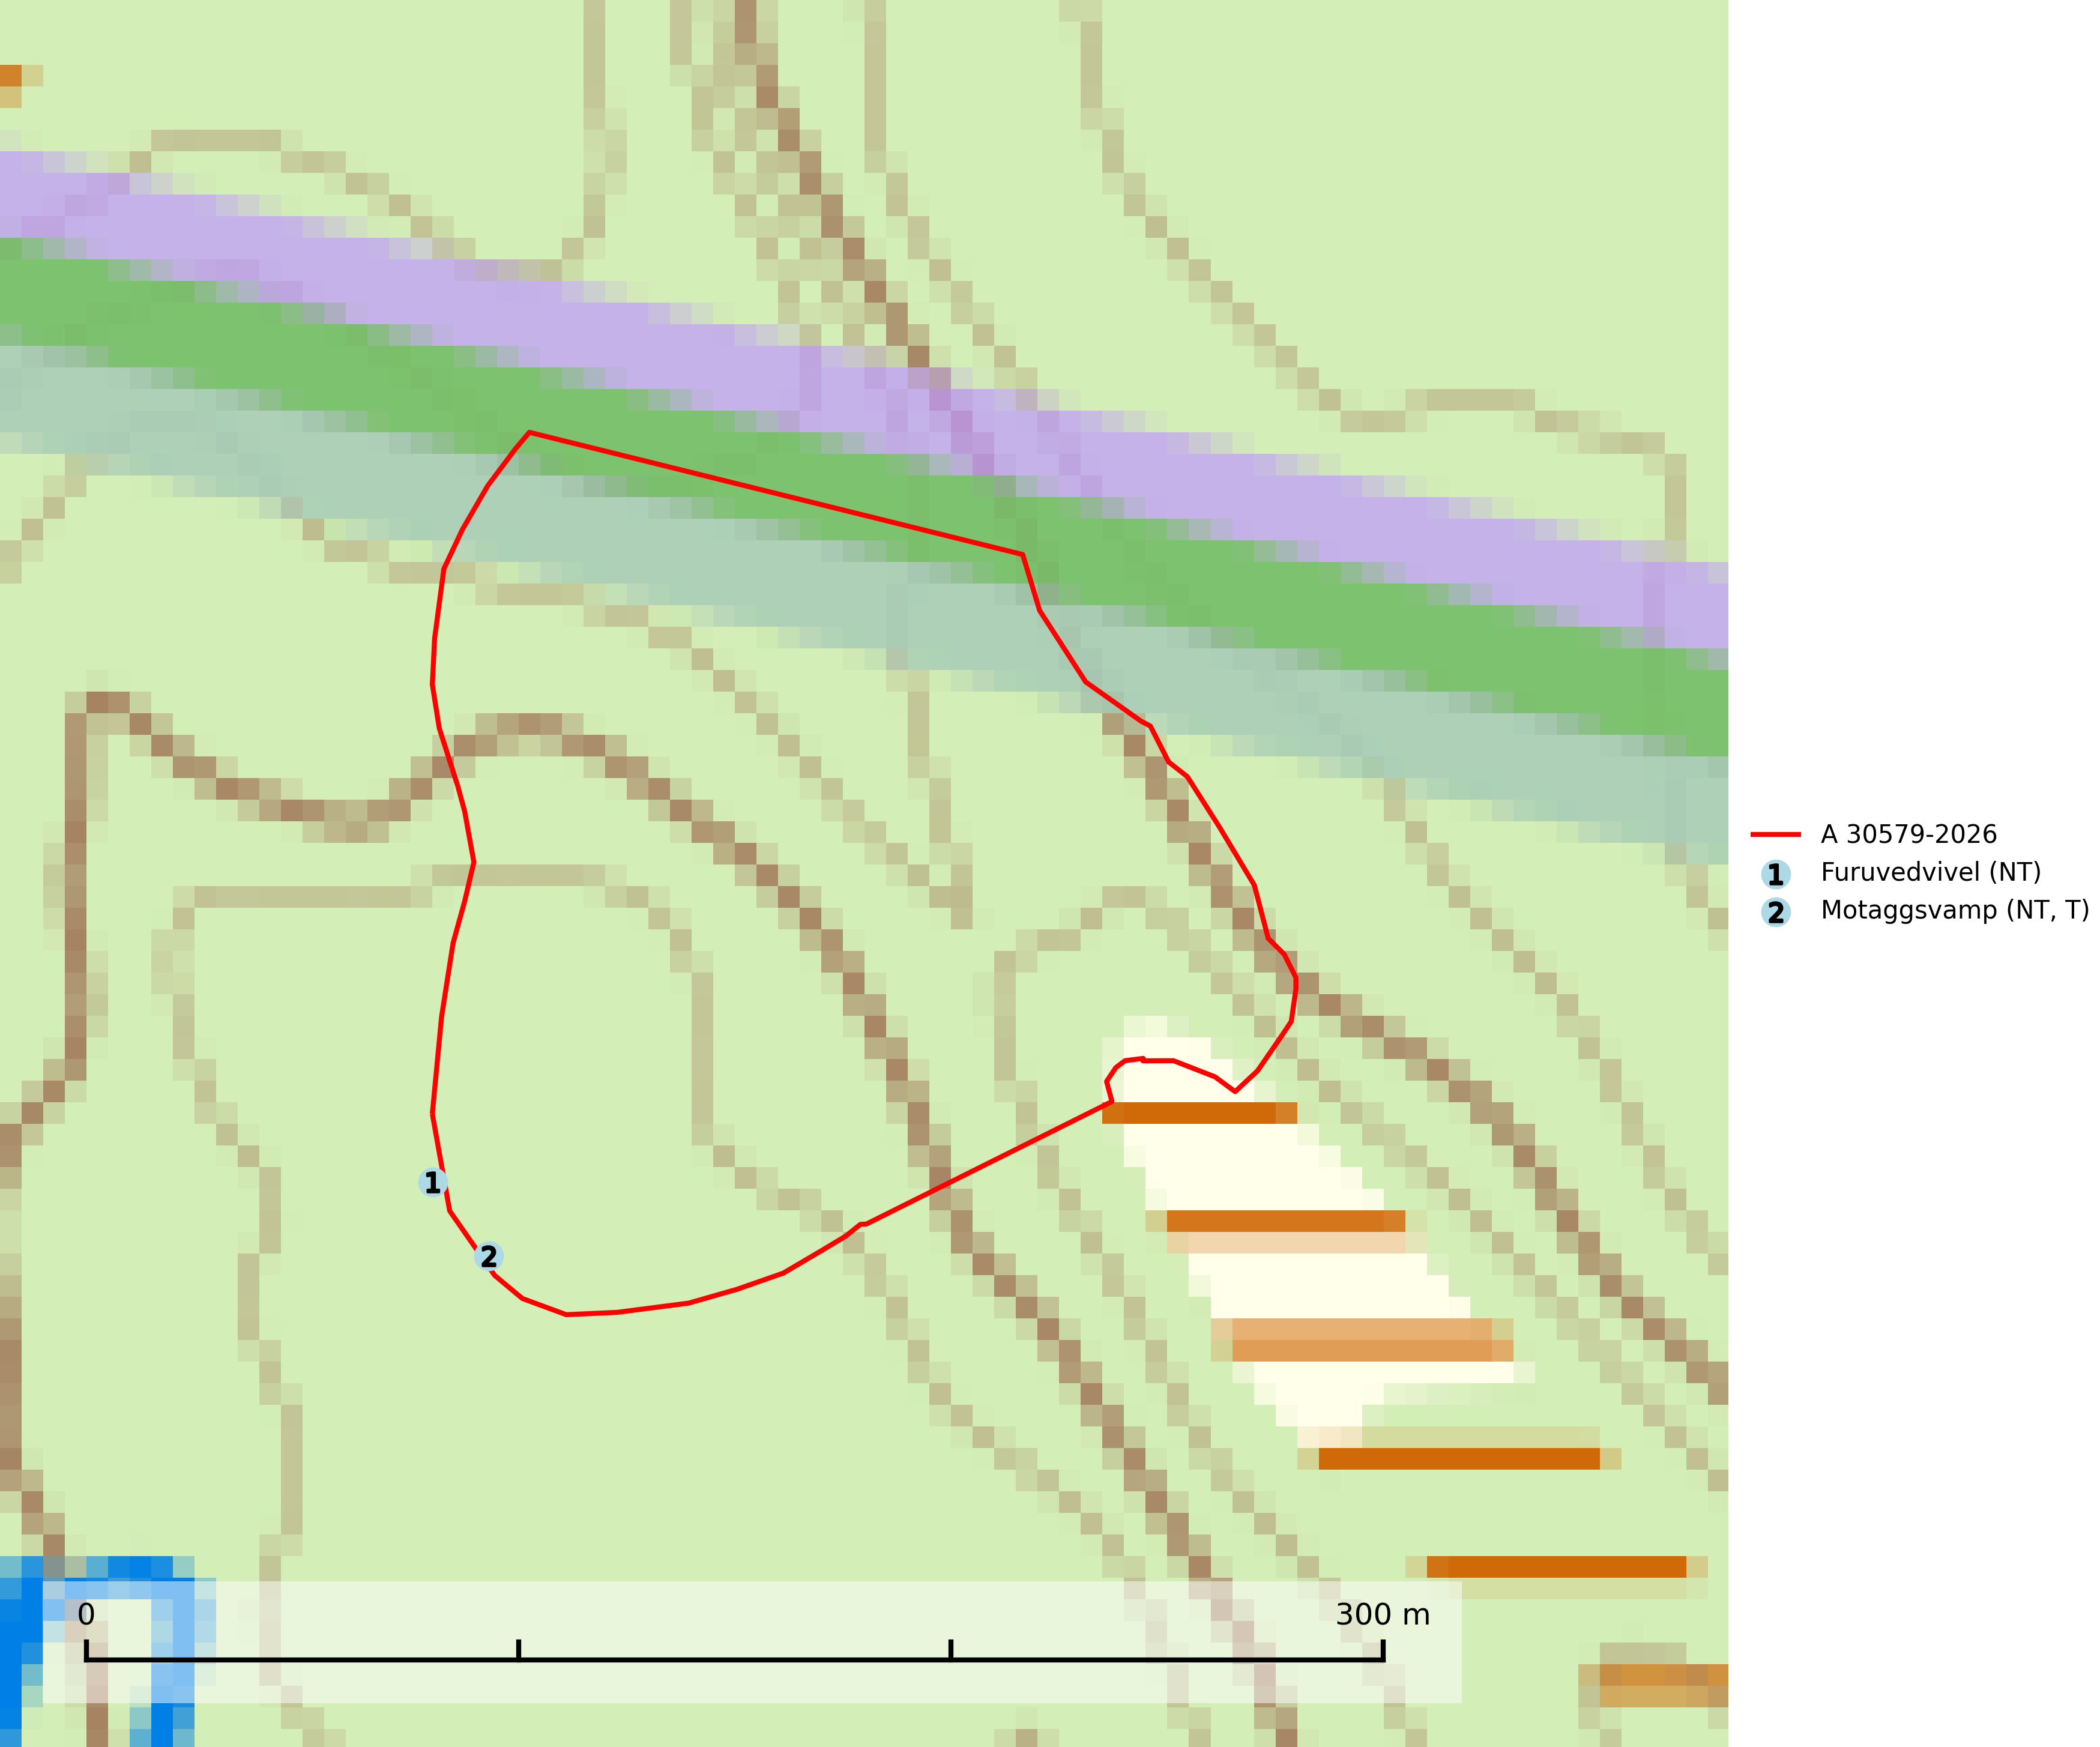 A 30579-2026
1 Furuvedvivel (NT)
2 Motaggsvamp (NT, T)
1
2
0 300 m